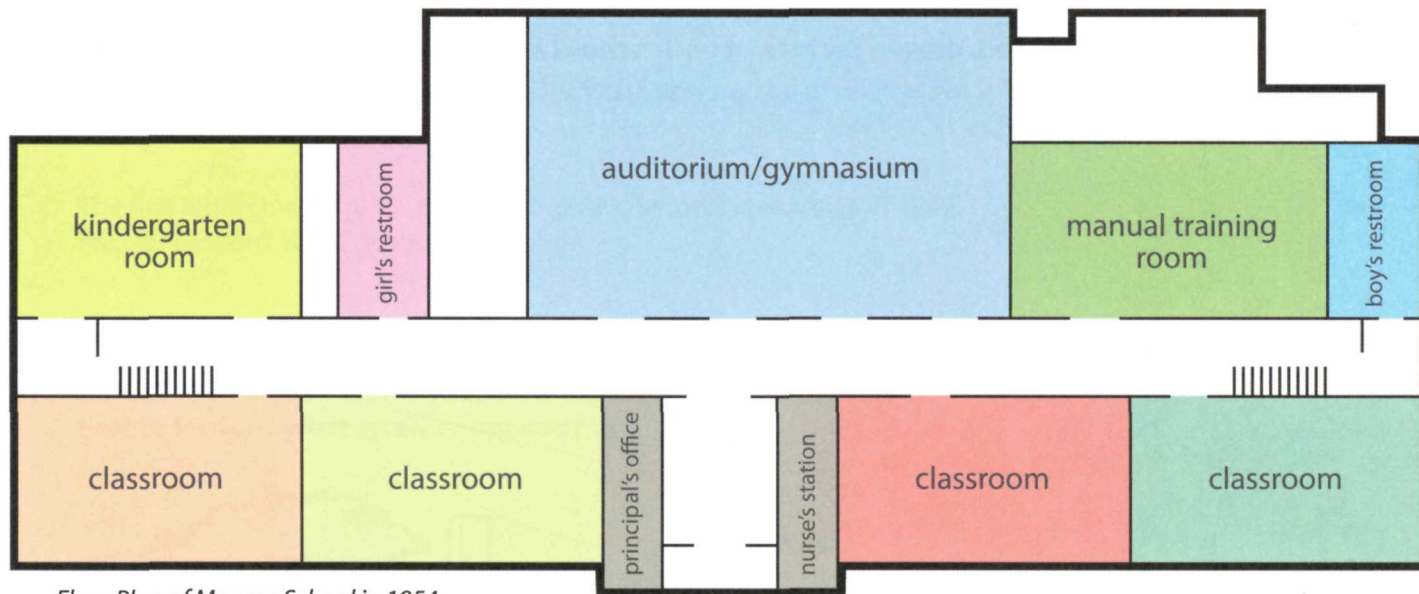 auditorium/gymnasium
kindergarten
room
girl's restroom
manual training
room
boy's restroom
classroom
classroom
principal's office
nurse's station
classroom
classroom